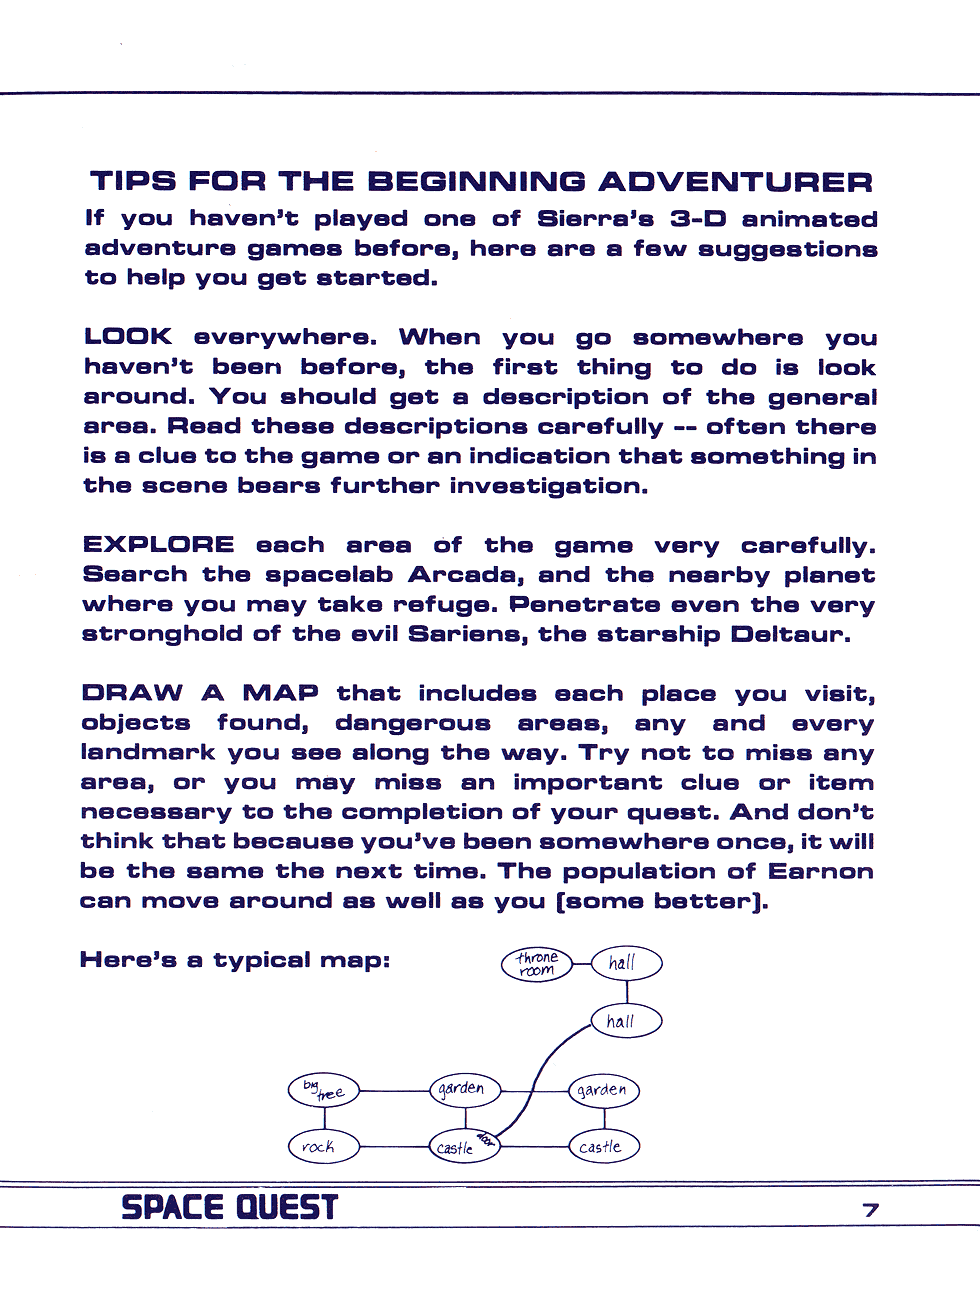 TIPS FOR THE BEGINNING ADVENTURER
If you haven't played one of Sierra's 3-D animated
adventure games before, here are a few suggestions
to help you get started.
LOOK everywhere. When you go somewhere you
haven't been before, the first thing to do is look
around. You should get a description of the general
area. Read these descriptions carefully -- often there
is a clue to the game or an indication that something in
the scene bears further investigation.
EXPLORE each area of the game very carefully.
Search the spacelab Arcada, and the nearby planet
where you may take refuge. Penetrate even the very
stronghold of the evil Sariens, the starship Deltaur.
DRAW A MAP that includes each place you visit,
objects found, dangerous areas, any and every
landmark you see along the way. Try not to miss any
area, or you may miss an important clue or item
necessary to the completion of your quest. And don't
think that because you've been somewhere once, it will
be the same the next time. The population of Earnon
can move around as well as you [some better].
Here's a typical map:
throne
room
hall
hall
big
tree
garden
garden
rock
castle
door
castle
SPACE QUEST
7